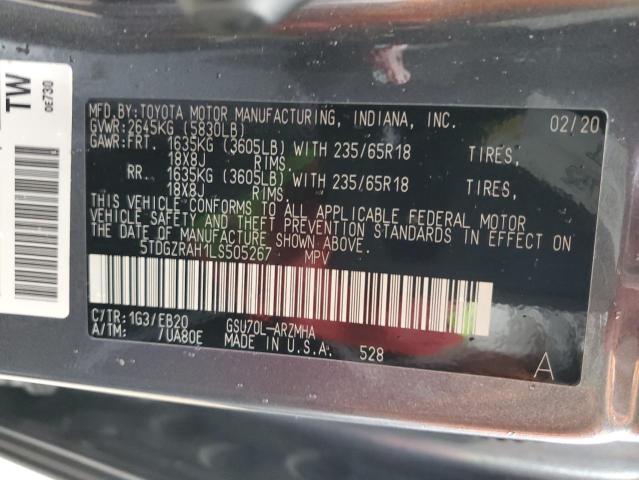 TW
0E730
MFD.BY:TOYOTA MOTOR MANUFACTURING, INDIANA, INC. 02/20
GVWR:2645KG (5830LB)
GAWR:FRT. 1635KG (3605LB) WITH 235/65R18 TIRES,
18X8J RIMS.
RR. 1635KG (3605LB) WITH 235/65R18 TIRES,
18X8J RIMS.
THIS VEHICLE CONFORMS TO ALL APPLICABLE FEDERAL MOTOR
VEHICLE SAFETY AND THEFT PREVENTION STANDARDS IN EFFECT ON
THE DATE OF MANUFACTURE SHOWN ABOVE.
5TDGZRAH1LS505267 MPV
C/TR:1G3/EB20 GSU70L-ARZMHA
A/TM: /UA80E MADE IN U.S.A. 528
A